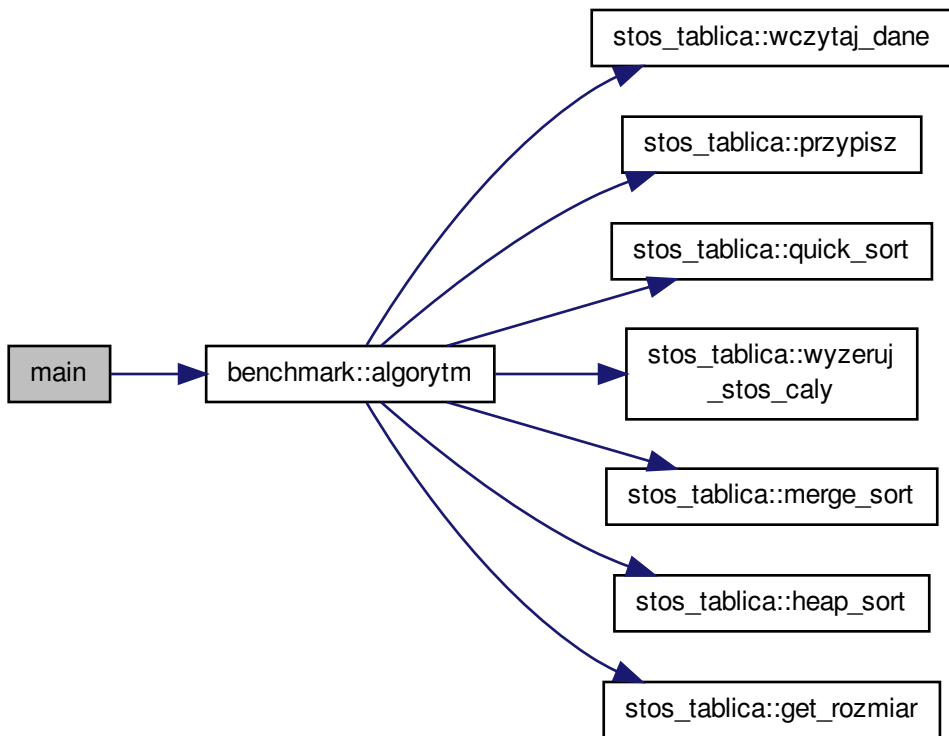 main
benchmark::algorytm
stos_tablica::wczytaj_dane
stos_tablica::przypisz
stos_tablica::quick_sort
stos_tablica::wyzeruj
_stos_caly
stos_tablica::merge_sort
stos_tablica::heap_sort
stos_tablica::get_rozmiar